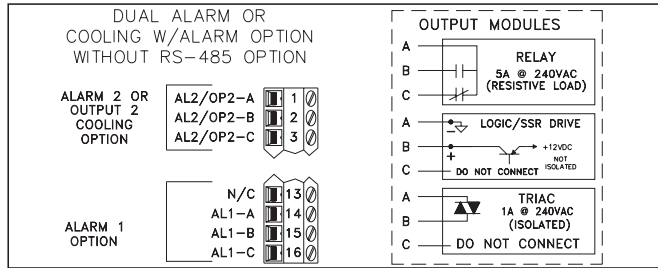 DUAL ALARM OR
COOLING W/ALARM OPTION
WITHOUT RS-485 OPTION
ALARM 2 OR
OUTPUT 2
COOLING
OPTION
AL2/OP2-A 1
AL2/OP2-B 2
AL2/OP2-C 3
ALARM 1
OPTION
N/C 13
AL1-A 14
AL1-B 15
AL1-C 16
OUTPUT MODULES
A
B
C
RELAY
5A @ 240VAC
(RESISTIVE LOAD)
A
B
C
LOGIC/SSR DRIVE
+12VDC
NOT
ISOLATED
DO NOT CONNECT
A
B
C
TRIAC
1A @ 240VAC
(ISOLATED)
DO NOT CONNECT